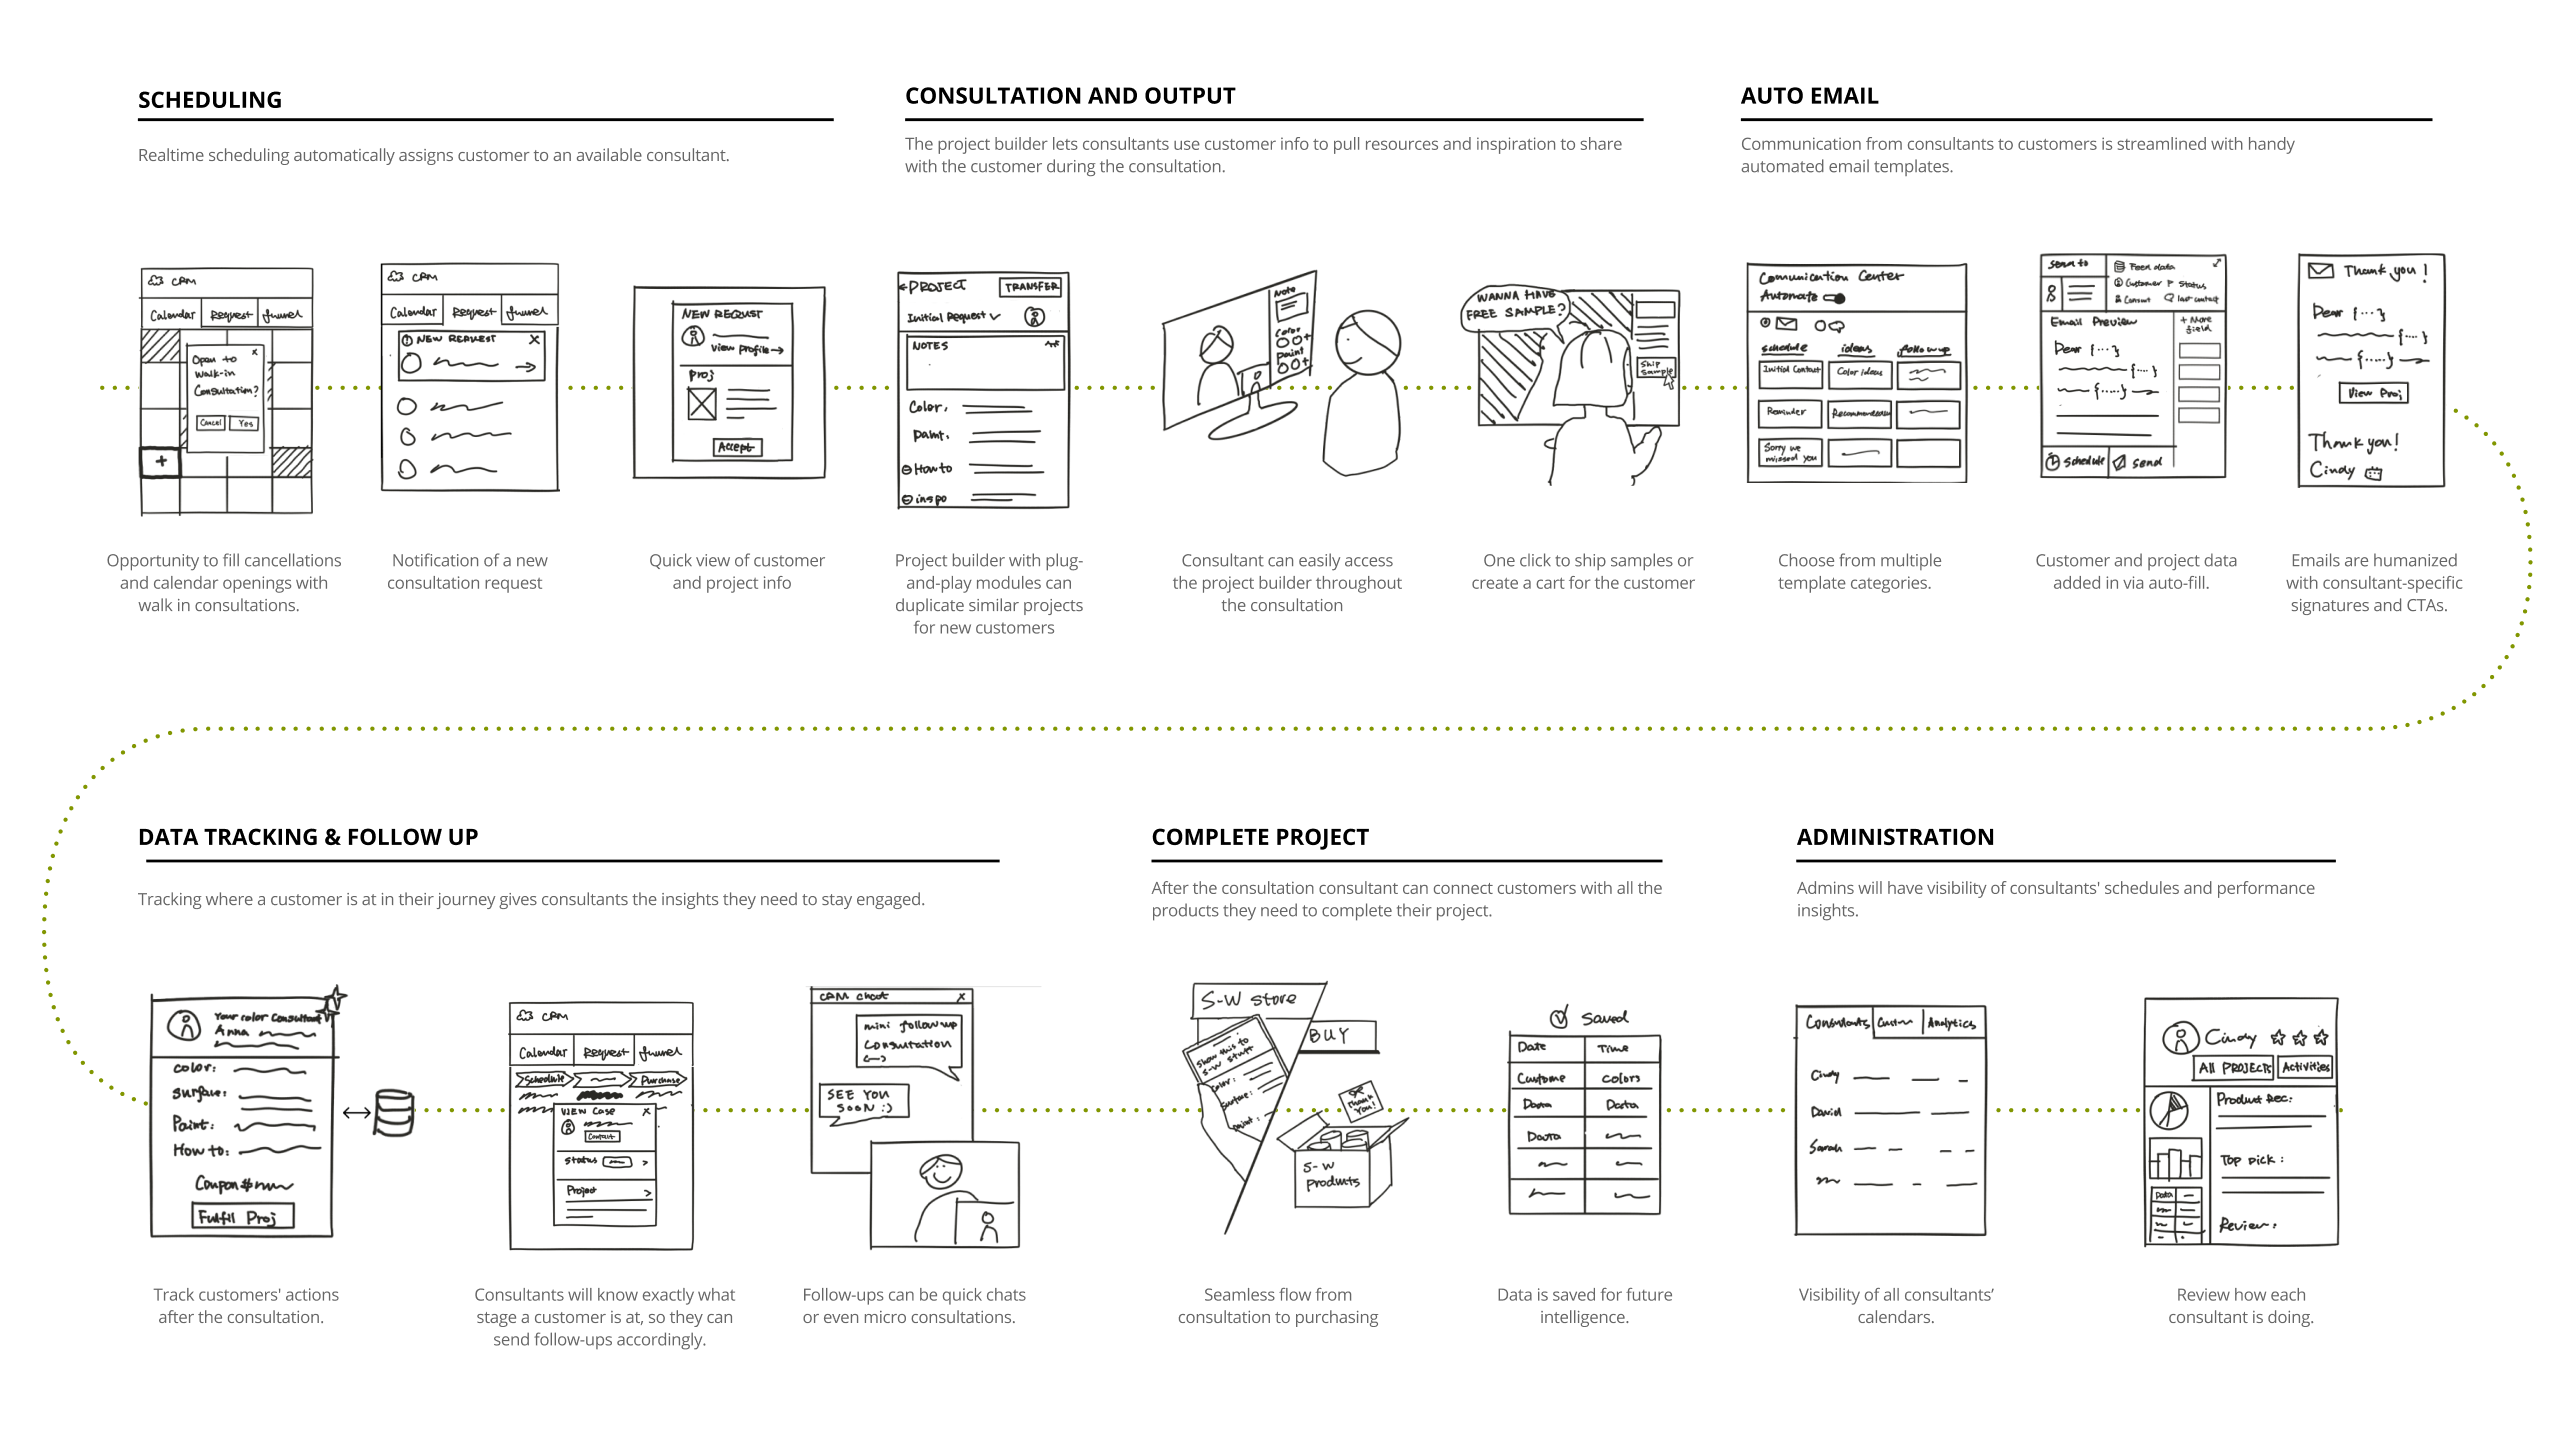 SCHEDULING
Realtime scheduling automatically assigns customer to an available consultant.
CONSULTATION AND OUTPUT
The project builder lets consultants use customer info to pull resources and inspiration to share
with the customer during the consultation.
AUTO EMAIL
Communication from consultants to customers is streamlined with handy
automated email templates.
CRM
Calendar Request funnel
Open to x
walk-in
Consultation?
Cancel Yes
+
CRM
Calendar Request funnel
NEW REQUEST X
NEW REQUST
view profile
Proj
Accept
PROJECT TRANSFER
Initial Request
NOTES
Color.
paint.
How to
inspo
Note
Color
paint
WANNA HAVE
FREE SAMPLE?
Ship
Sample
Comunication Center
Automate
schedule ideas followup
Initial Contact Color ideas
Reminder
Sorry we
missed you
Send to
Feed data
Customer Status
last contact
Email Preview + More
field
Dear {...}
{....}
{.....}
schedule send
Thank you!
Dear {...}
{....}
{.....}
View Proj
Thank you!
Cindy
Opportunity to fill cancellations
and calendar openings with
walk in consultations.
Notification of a new
consultation request
Quick view of customer
and project info
Project builder with plug-
and-play modules can
duplicate similar projects
for new customers
Consultant can easily access
the project builder throughout
the consultation
One click to ship samples or
create a cart for the customer
Choose from multiple
template categories.
Customer and project data
added in via auto-fill.
Emails are humanized
with consultant-specific
signatures and CTAs.
DATA TRACKING & FOLLOW UP
Tracking where a customer is at in their journey gives consultants the insights they need to stay engaged.
COMPLETE PROJECT
After the consultation consultant can connect customers with all the
products they need to complete their project.
ADMINISTRATION
Admins will have visibility of consultants' schedules and performance
insights.
Your color Consultant
Anna
color:
surface:
Paint:
How to:
Coupon $
Fulfil Proj
CRM
Calendar Request funnel
Schedule Purchase
VIEW Case x
Contact
Status
Project
CRM chat x
mini followup
Consultation
SEE YOU
SOON :)
S-W store
BUY
Show this to
S-W stuff
Color:
Surface:
paint:
Thank
you!
S-W
products
Saved
Date Time
Custome colors
Data Data
Data
Consultants Analytics
Cindy
David
Sarah
Cindy
All PROJECTS Activities
Product Rec:
Top pick:
Data
Review:
Track customers' actions
after the consultation.
Consultants will know exactly what
stage a customer is at, so they can
send follow-ups accordingly.
Follow-ups can be quick chats
or even micro consultations.
Seamless flow from
consultation to purchasing
Data is saved for future
intelligence.
Visibility of all consultants’
calendars.
Review how each
consultant is doing.